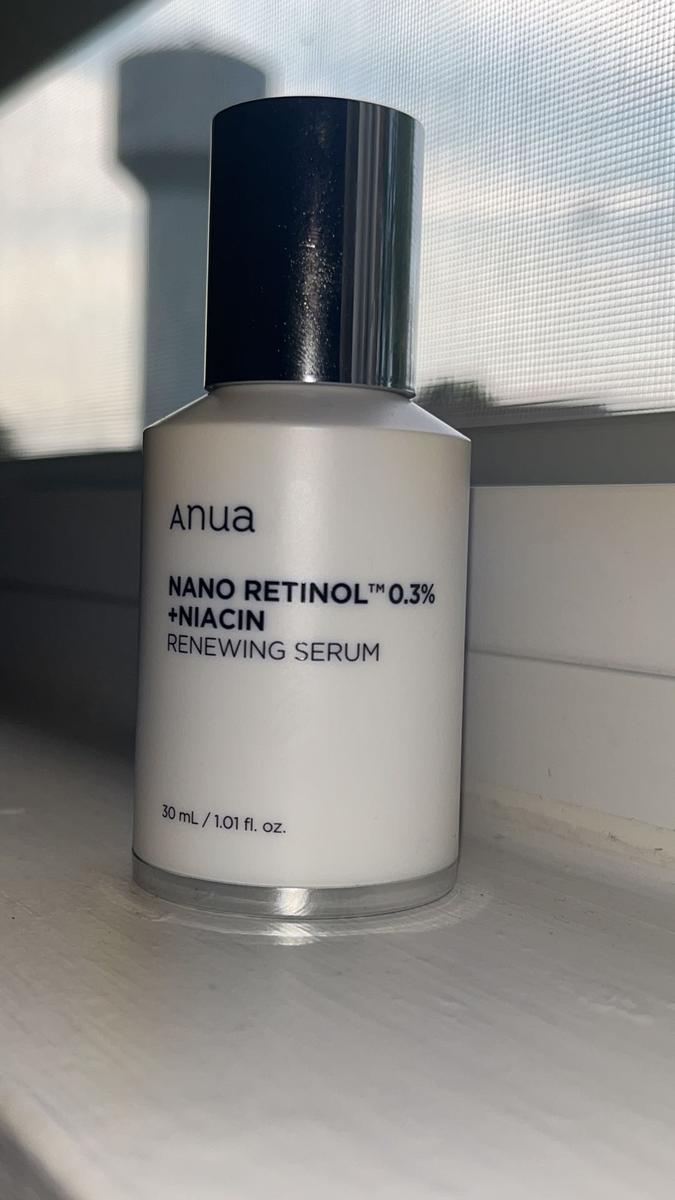 Anua
NANO RETINOL™ 0.3%
+NIACIN
RENEWING SERUM
30 mL / 1.01 fl. oz.